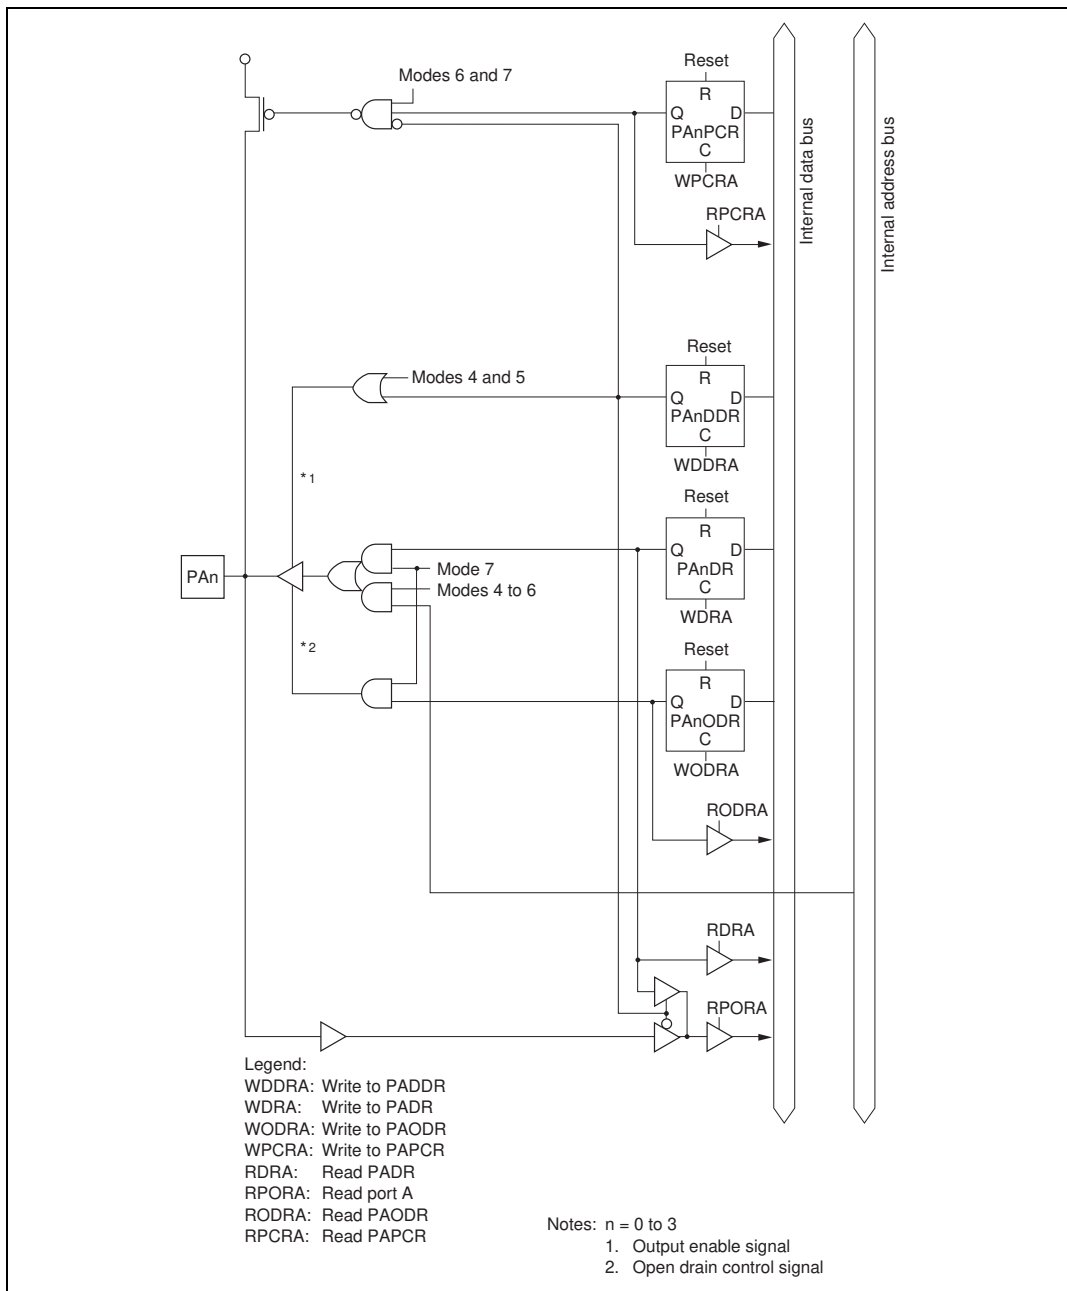 Reset
Modes 6 and 7
R
Q D
PAnPCR
C
WPCRA
RPCRA
Internal data bus
Internal address bus
Reset
Modes 4 and 5
R
Q D
PAnDDR
C
WDDRA
*1
Reset
R
Q D
PAnDR
C
WDRA
PAn
Mode 7
Modes 4 to 6
*2
Reset
R
Q D
PAnODR
C
WODRA
RODRA
RDRA
RPORA
Legend:
WDDRA: Write to PADDR
WDRA: Write to PADR
WODRA: Write to PAODR
WPCRA: Write to PAPCR
RDRA: Read PADR
RPORA: Read port A
RODRA: Read PAODR
RPCRA: Read PAPCR
Notes: n = 0 to 3
1. Output enable signal
2. Open drain control signal